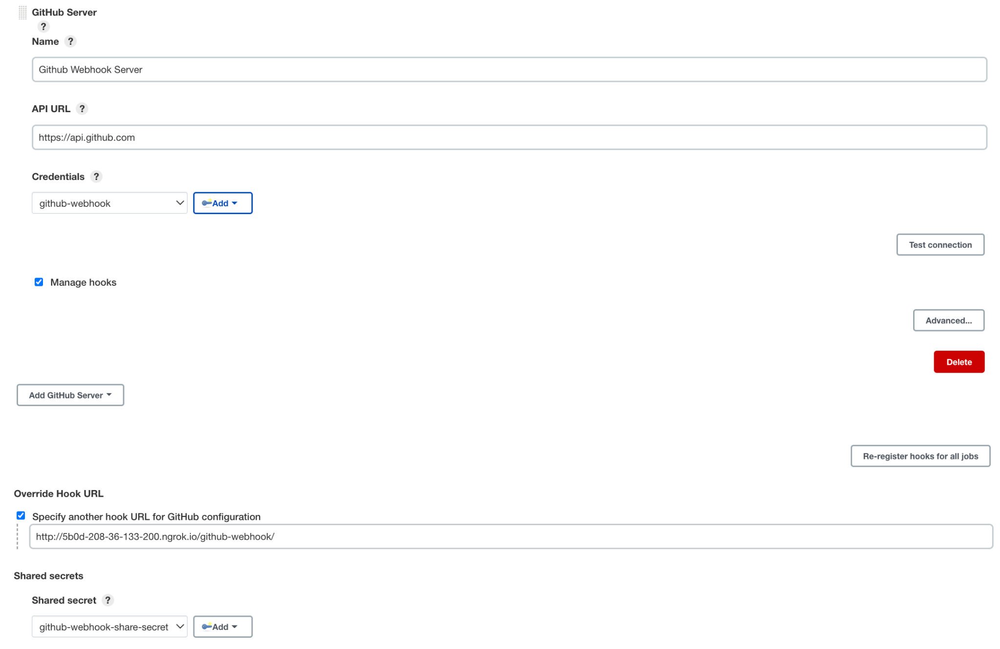 GitHub Server
?
Name ?
Github Webhook Server
API URL ?
https://api.github.com
Credentials ?
github-webhook Add
Test connection
Manage hooks
Advanced...
Delete
Add GitHub Server
Re-register hooks for all jobs
Override Hook URL
Specify another hook URL for GitHub configuration
http://5b0d-208-36-133-200.ngrok.io/github-webhook/
Shared secrets
Shared secret ?
github-webhook-share-secret Add